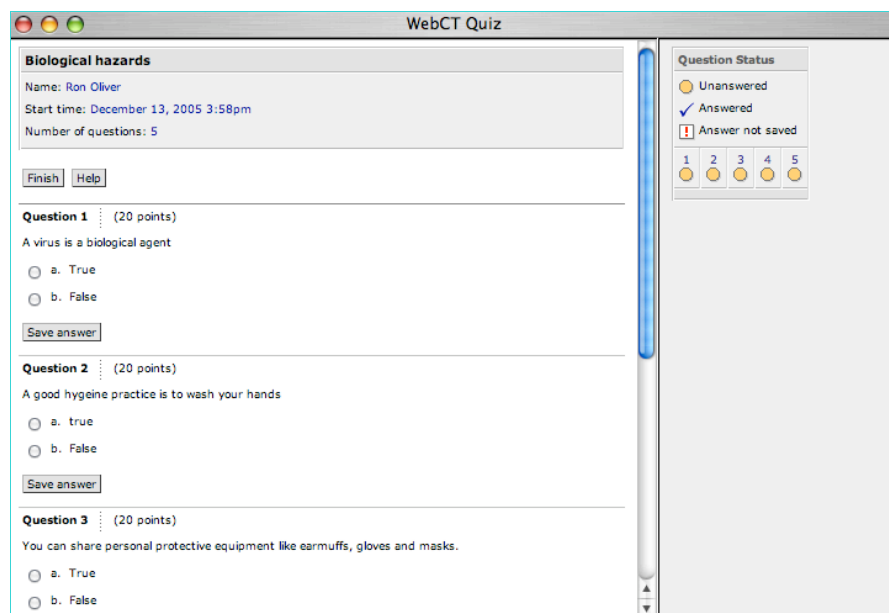 WebCT Quiz
Biological hazards
Name: Ron Oliver
Start time: December 13, 2005 3:58pm
Number of questions: 5
Finish Help
Question 1 (20 points)
A virus is a biological agent
a. True
b. False
Save answer
Question 2 (20 points)
A good hygeine practice is to wash your hands
a. true
b. False
Save answer
Question 3 (20 points)
You can share personal protective equipment like earmuffs, gloves and masks.
a. True
b. False
Question Status
Unanswered
Answered
! Answer not saved
1 2 3 4 5